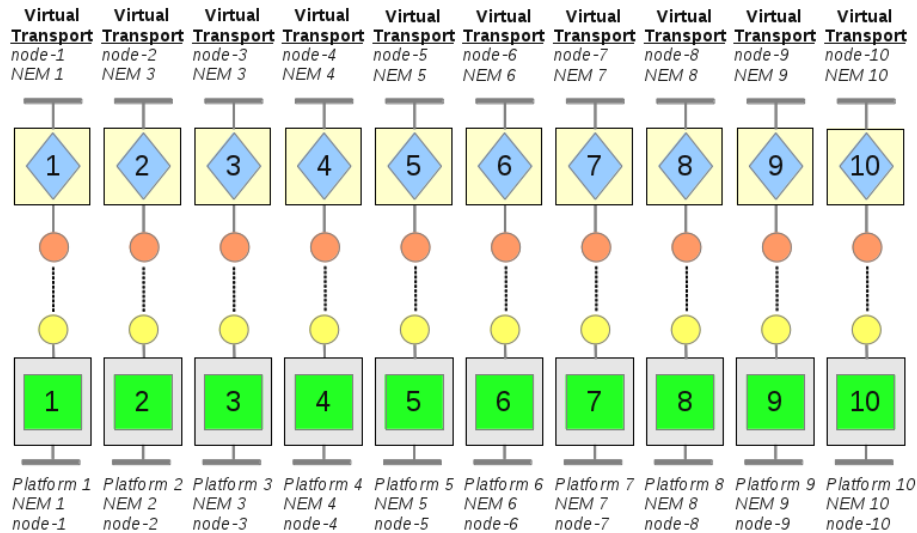 Virtual Virtual Virtual Virtual Virtual Virtual Virtual Virtual Virtual Virtual
Transport Transport Transport Transport Transport Transport Transport Transport Transport Transport
node-1 node-2 node-3 node-4 node-5 node-6 node-7 node-8 node-9 node-10
NEM 1 NEM 3 NEM 3 NEM 4 NEM 5 NEM 6 NEM 7 NEM 8 NEM 9 NEM 10
1 2 3 4 5 6 7 8 9 10
1 2 3 4 5 6 7 8 9 10
Platform 1 Platform 2 Platform 3 Platform 4 Platform 5 Platform 6 Platform 7 Platform 8 Platform 9 Platform 10
NEM 1 NEM 2 NEM 3 NEM 4 NEM 5 NEM 6 NEM 7 NEM 8 NEM 9 NEM 10
node-1 node-2 node-3 node-4 node-5 node-6 node-7 node-8 node-9 node-10